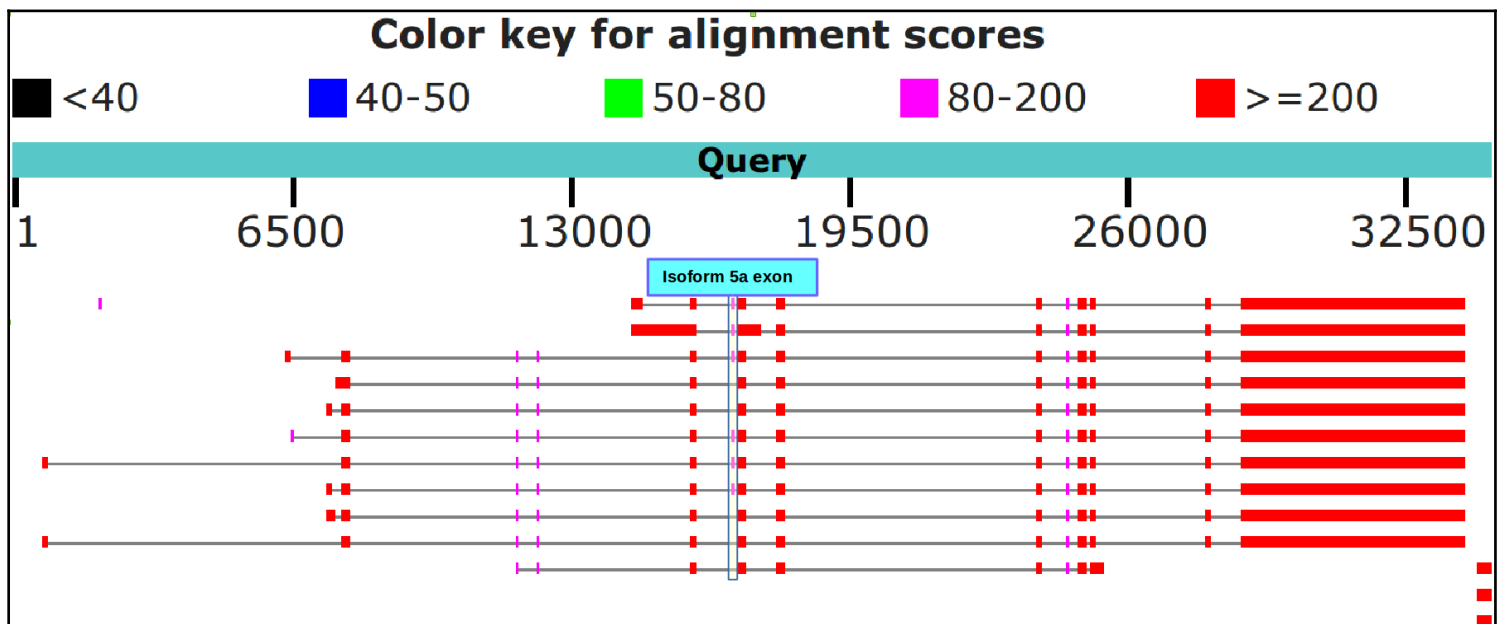 Color key for alignment scores
<40 40-50 50-80 80-200 >=200
Query
1 6500 13000 19500 26000 32500
Isoform 5a exon